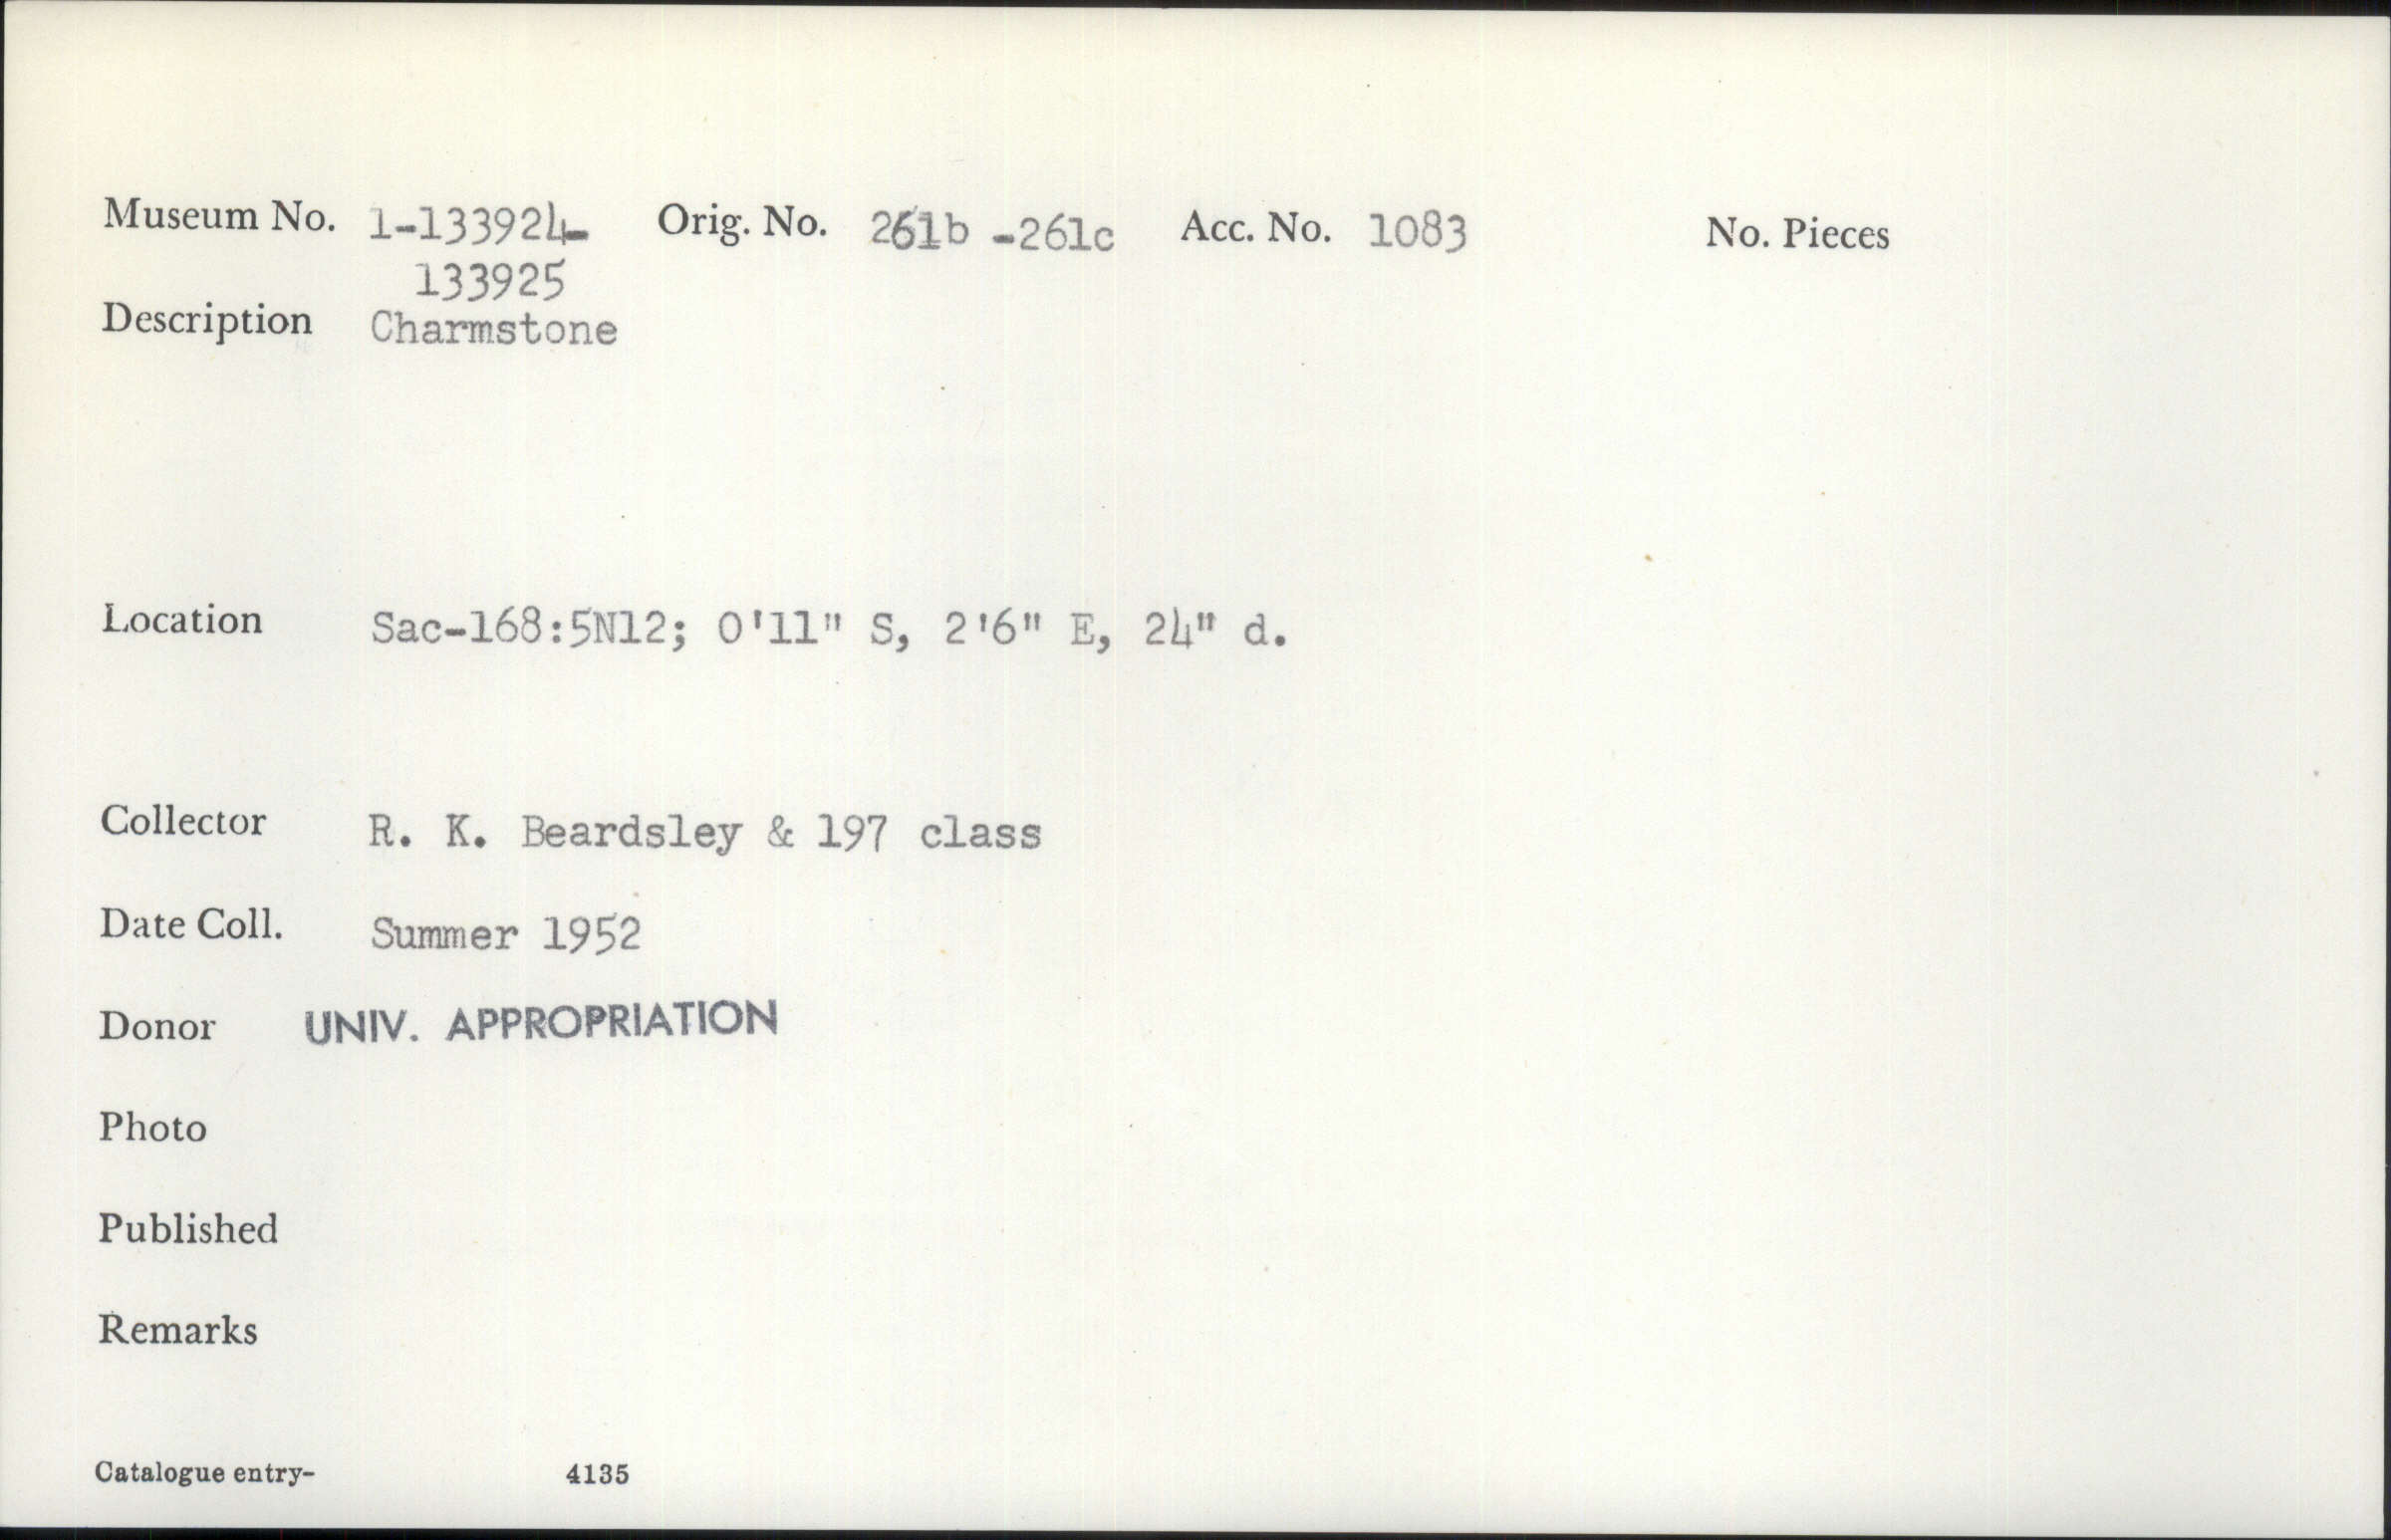 Museum No. 1-133924- Orig. No. 261b -261c Acc. No. 1083 No. Pieces
133925
Description Charmstone
Location Sac-168:5N12; 0'11" S, 2'6" E, 24" d.
Collector R. K. Beardsley & 197 class
Date Coll. Summer 1952
Donor UNIV. APPROPRIATION
Photo
Published
Remarks
Catalogue entry- 4135